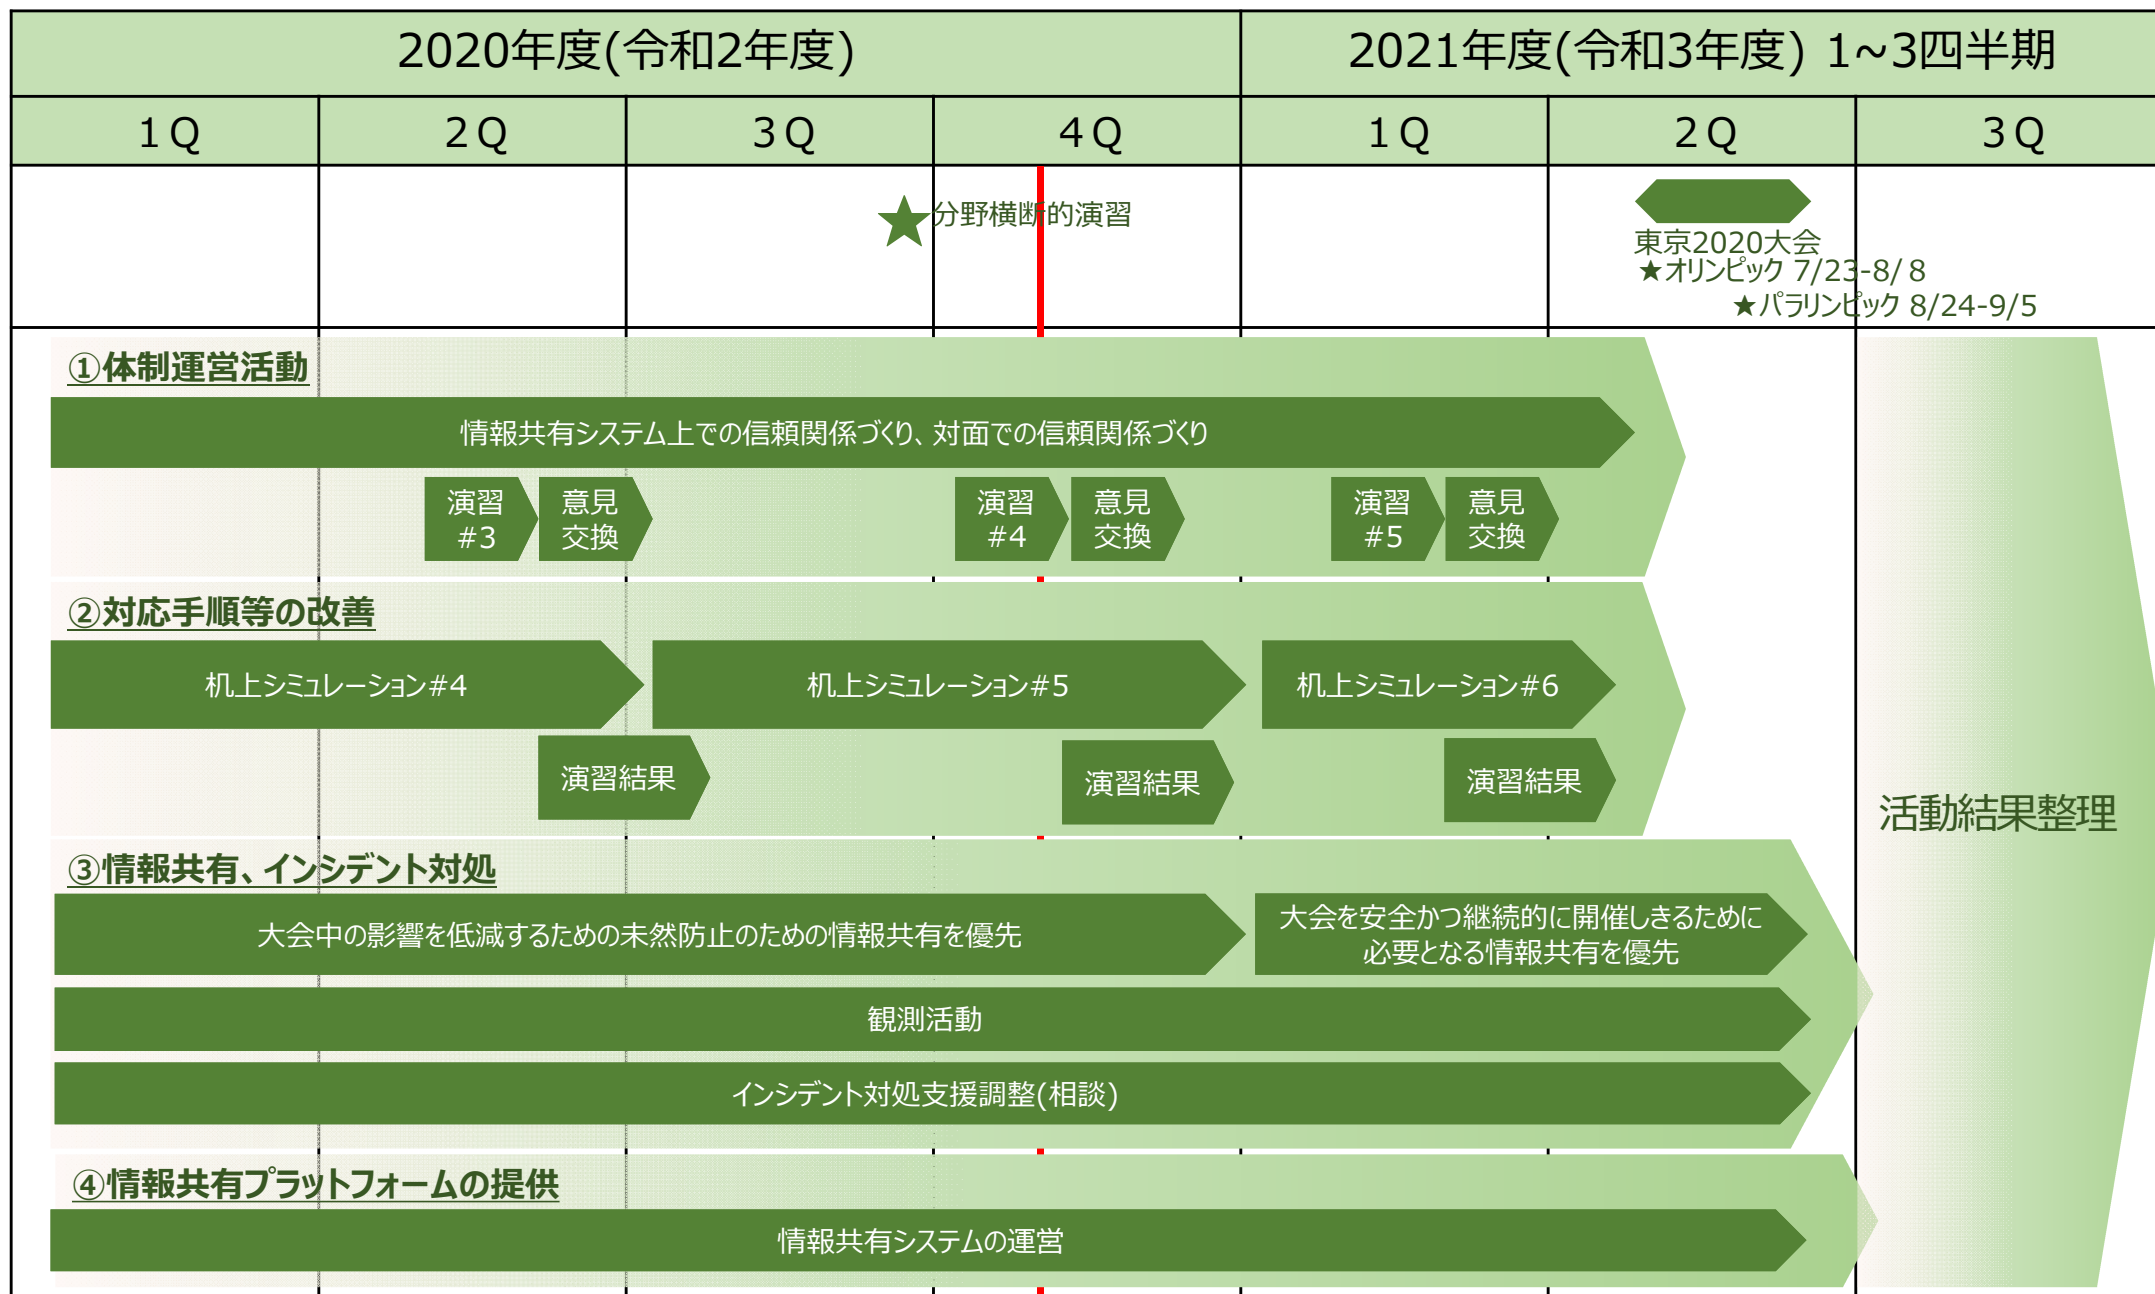 2020年度(令和2年度)
2021年度(令和3年度) 1~3四半期
1Q
2Q
3Q
4Q
1Q
2Q
3Q
★分野横断的演習
東京2020大会
★オリンピック 7/23-8/8
★パラリンピック 8/24-9/5
①体制運営活動
情報共有システム上での信頼関係づくり、対面での信頼関係づくり
演習
#3
意見
交換
演習
#4
意見
交換
演習
#5
意見
交換
②対応手順等の改善
机上シミュレーション#4
机上シミュレーション#5
机上シミュレーション#6
演習結果
演習結果
演習結果
③情報共有、インシデント対処
大会中の影響を低減するための未然防止のための情報共有を優先
大会を安全かつ継続的に開催しきるために
必要となる情報共有を優先
観測活動
インシデント対処支援調整(相談)
④情報共有プラットフォームの提供
情報共有システムの運営
活動結果整理